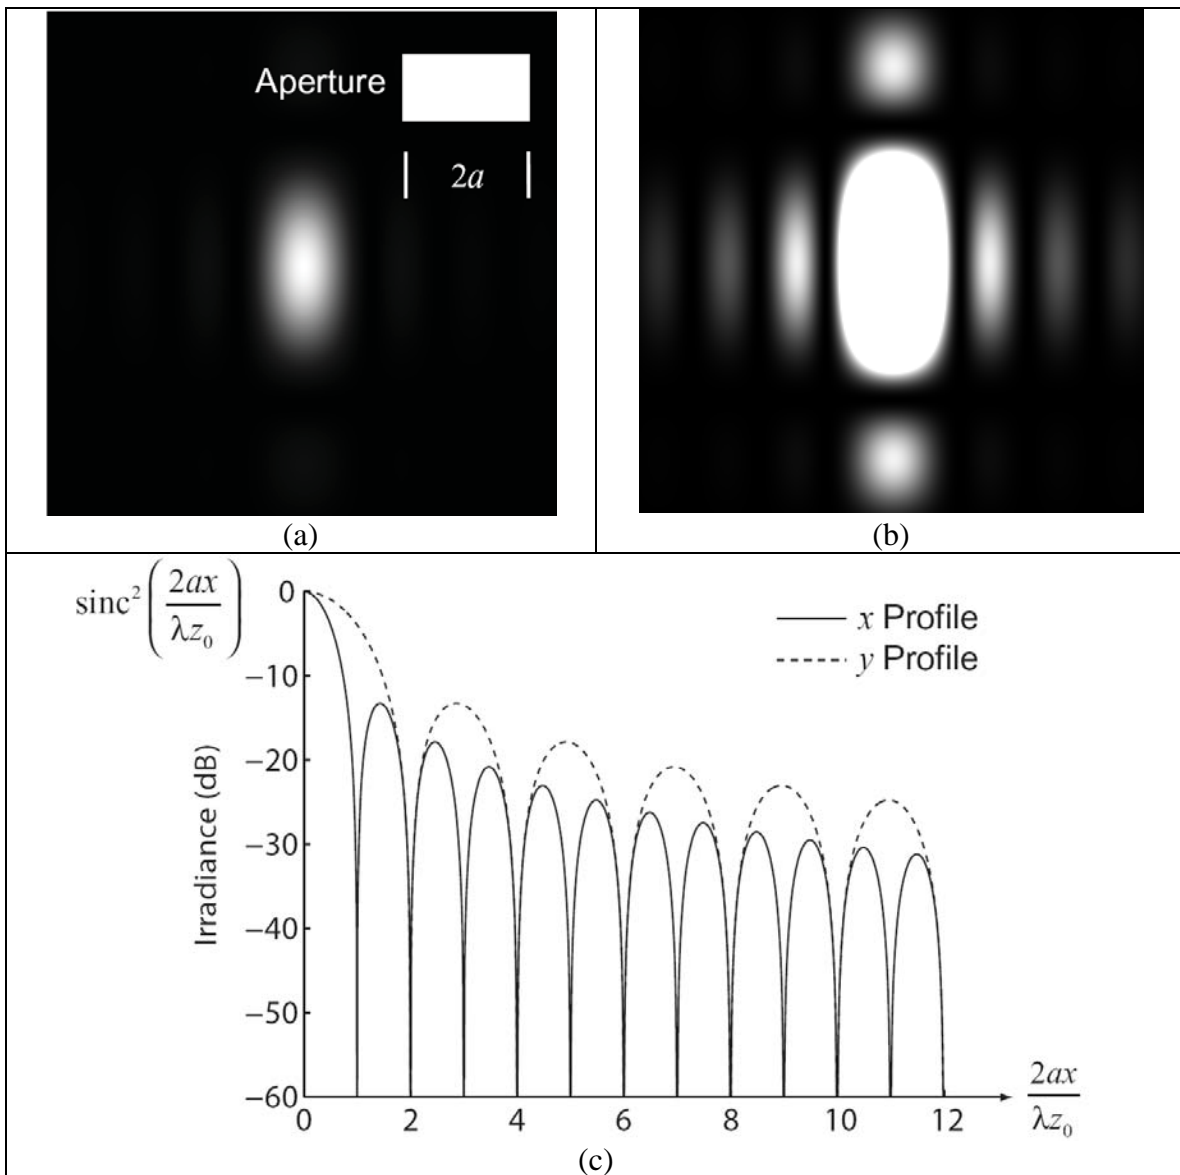 Aperture
2a
(a)
(b)
sinc² (2ax / λz₀)
x Profile
y Profile
Irradiance (dB)
0
−10
−20
−30
−40
−50
−60
0 2 4 6 8 10 12
2ax / λz₀
(c)